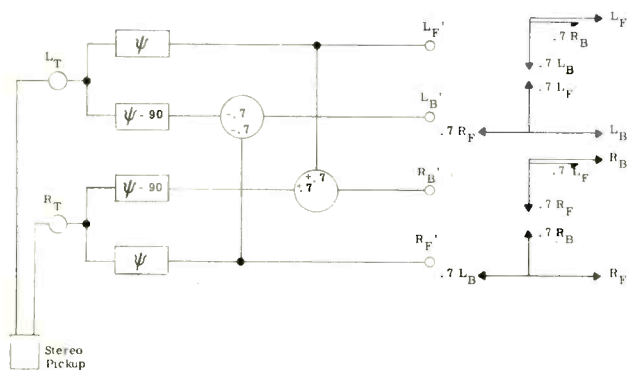 L_T
ψ
L_F'
L_F
.7 R_B
.7 L_B
ψ - 90
-.7
-.7
L_B'
.7 L_F
.7 R_F
L_B
ψ - 90
+.7
+.7
R_B'
R_B
.7 L_F
.7 R_F
R_T
ψ
R_F'
.7 R_B
.7 L_B
R_F
Stereo
Pickup